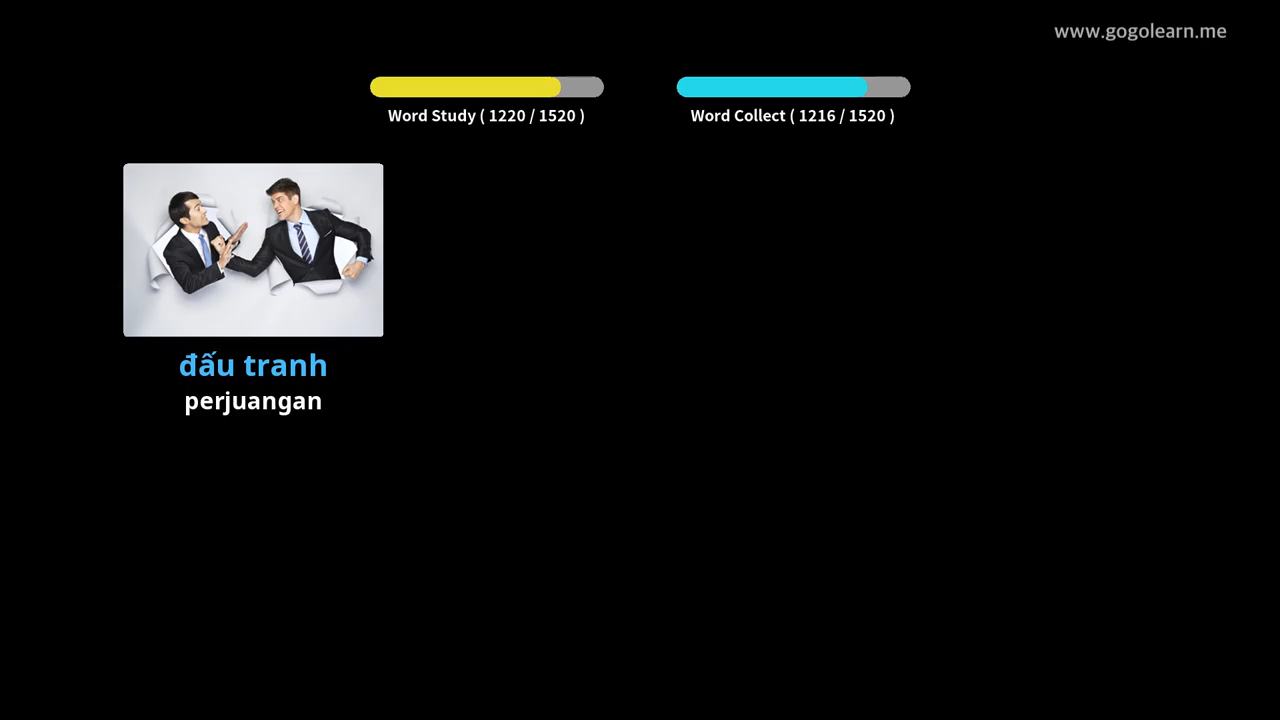 www.gogolearn.me
Word Study ( 1220 / 1520 )
Word Collect ( 1216 / 1520 )
đấu tranh
perjuangan